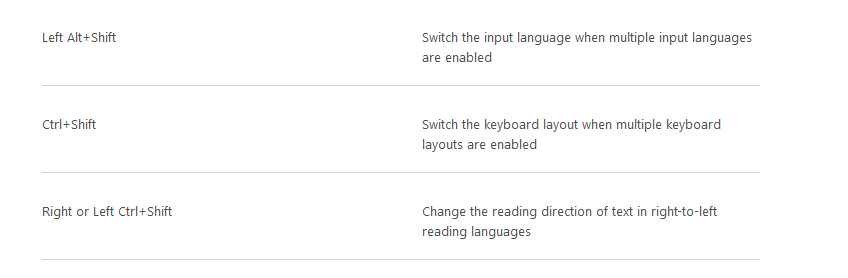 Left Alt+Shift
Switch the input language when multiple input languages
are enabled
Ctrl+Shift
Switch the keyboard layout when multiple keyboard
layouts are enabled
Right or Left Ctrl+Shift
Change the reading direction of text in right-to-left
reading languages